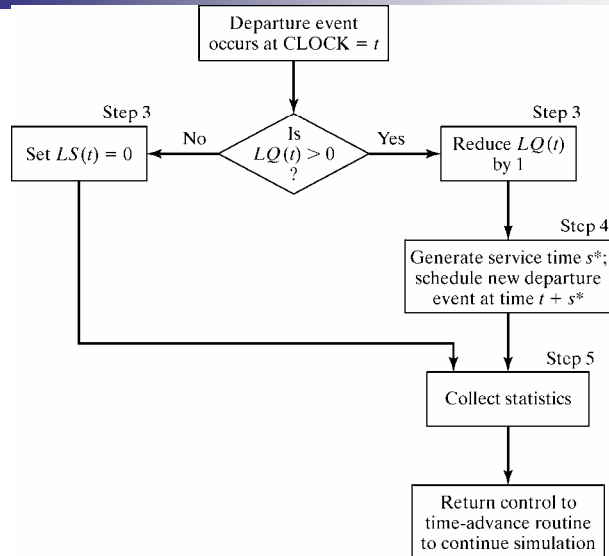 Departure event
occurs at CLOCK = t
Step 3
Step 3
No
Is
LQ(t) > 0
?
Yes
Set LS(t) = 0
Reduce LQ(t)
by 1
Step 4
Generate service time s*;
schedule new departure
event at time t + s*
Step 5
Collect statistics
Return control to
time-advance routine
to continue simulation